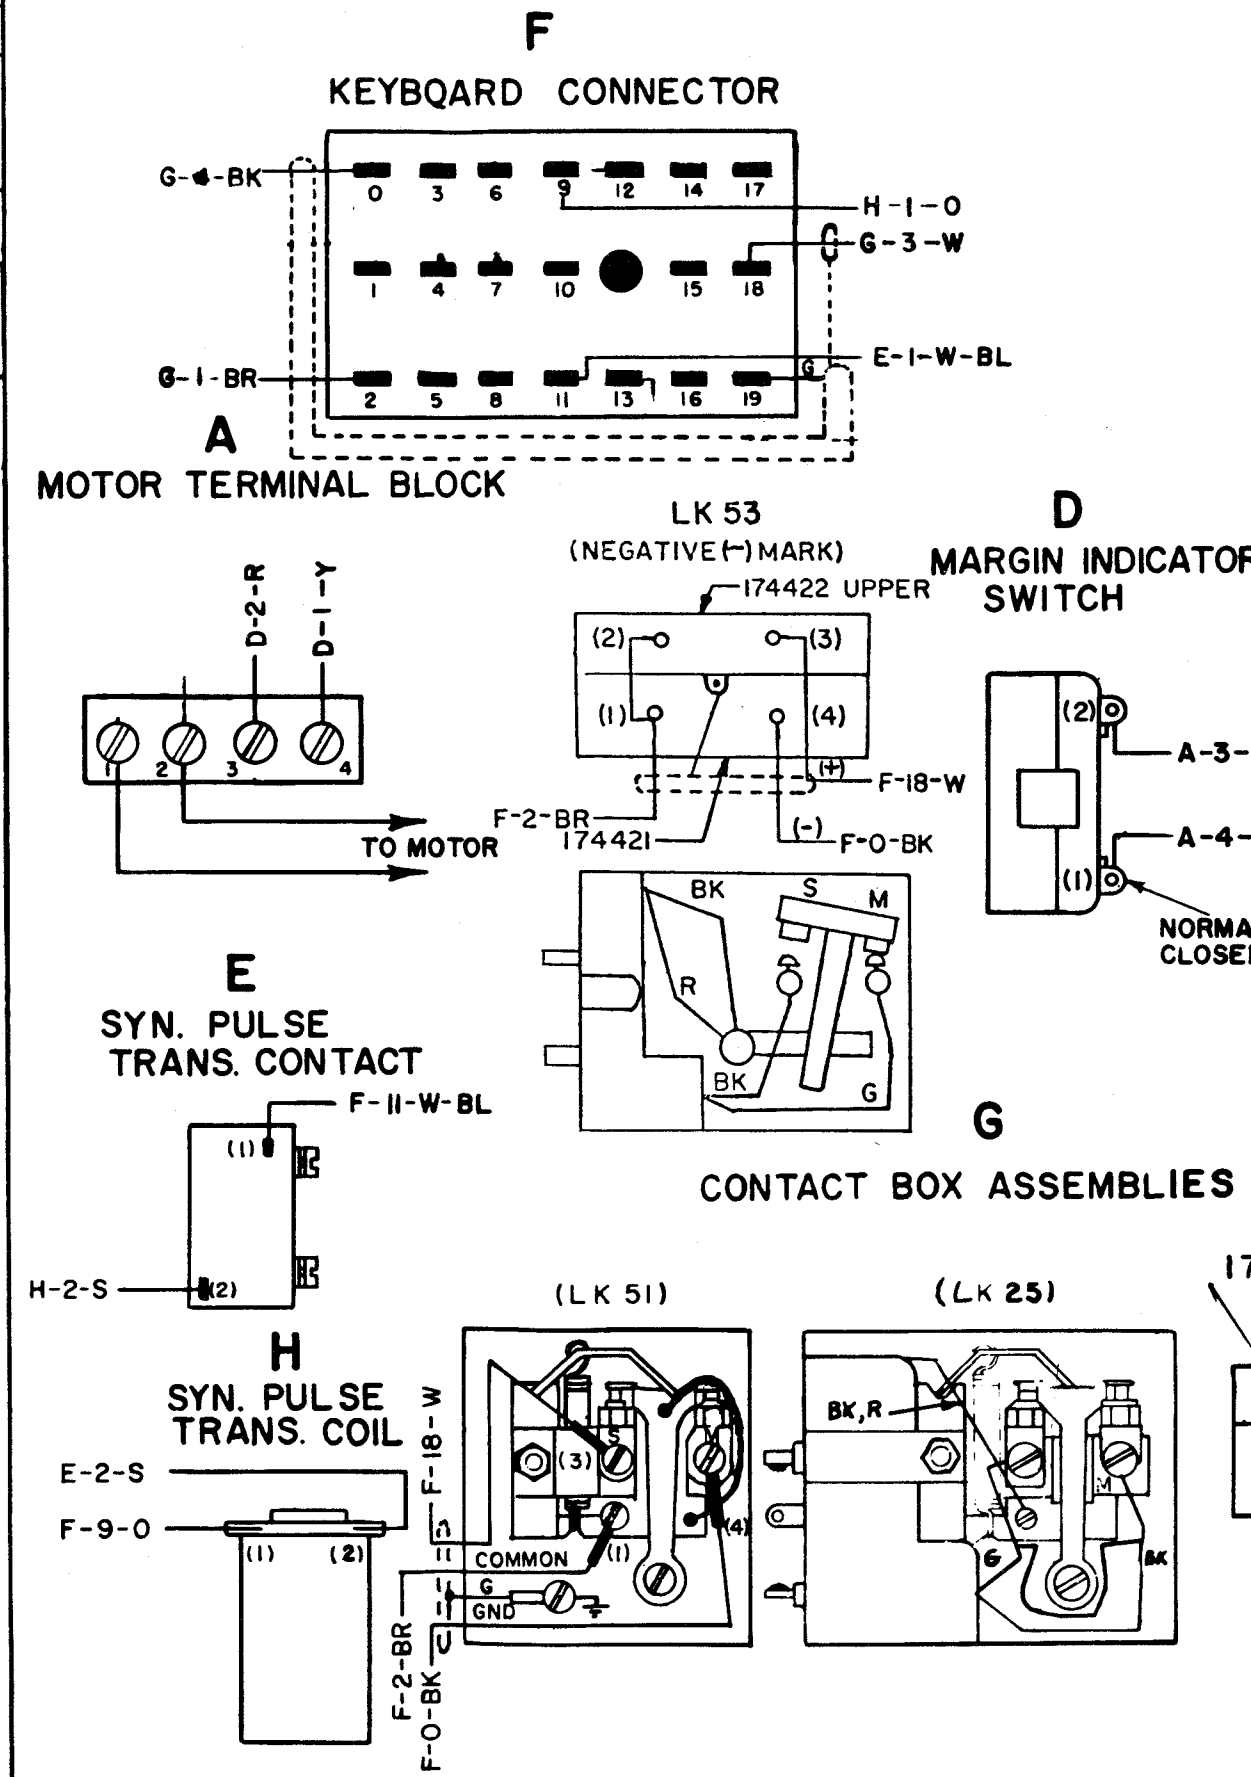 F
KEYBQARD CONNECTOR
G-4-BK
0 3 6 9 12 14 17
H-1-O
G-3-W
1 4 7 10 15 18
E-1-W-BL
G-1-BR
G
2 5 8 11 13 16 19
A
MOTOR TERMINAL BLOCK
D-2-R
D-1-Y
1 2 3 4
TO MOTOR
LK 53
(NEGATIVE (-) MARK)
174422 UPPER
(2) (3)
(1) (4)
(+)
F-18-W
F-2-BR
174421
(-)
F-0-BK
D
MARGIN INDICATOR
SWITCH
(2)
A-3-
A-4-
(1)
NORMA
CLOSE
BK S M
R
BK G
E
SYN. PULSE
TRANS. CONTACT
F-11-W-BL
(1)
H-2-S
(2)
G
CONTACT BOX ASSEMBLIES
H
SYN. PULSE
TRANS. COIL
E-2-S
F-9-O
(1) (2)
(LK 51)
F-18-W
S
(3)
(4)
COMMON (1)
G
GND
F-2-BR
F-0-BK
(LK 25)
BK,R
M
G BK
17